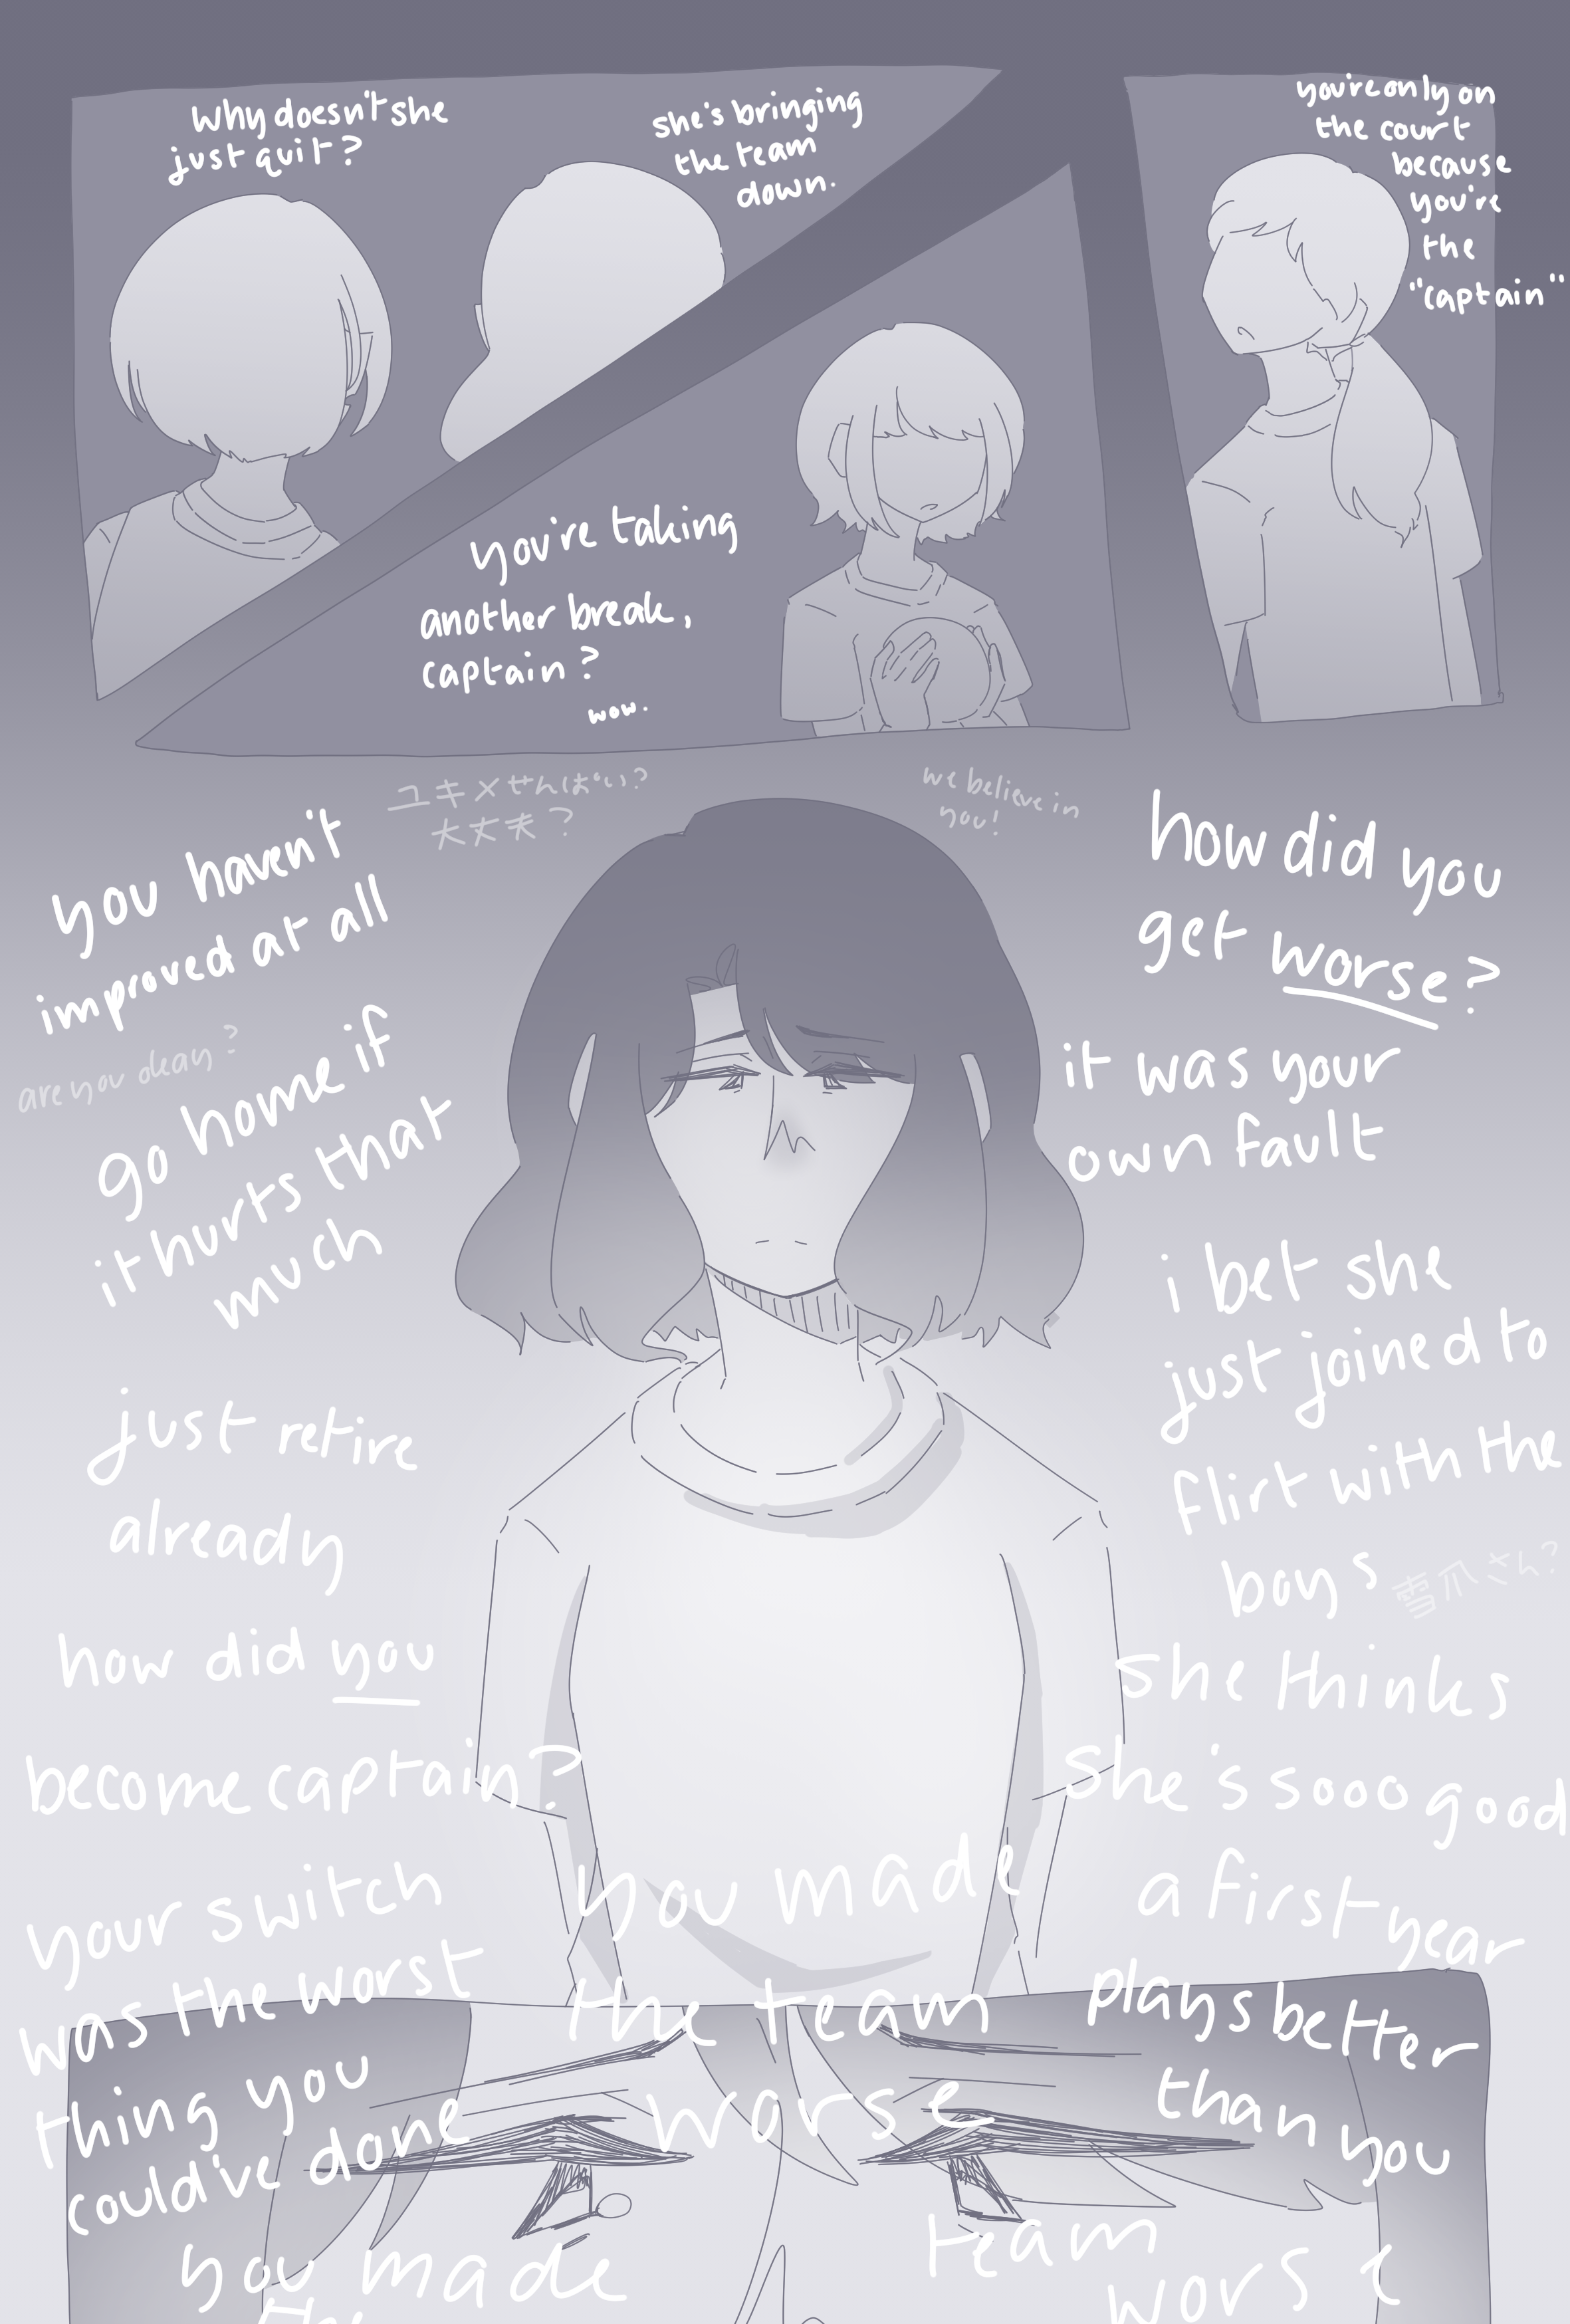 why doesn't she
just quit?
she's bringing
the team
down.
you're only on
the court
because
you're
the
"captain"
you're taking
another break,
captain?
wow.
ユキメせんぱい?
大丈夫?
we believe in
you!
you haven't
improved at all
are you okay?
go home if
it hurts that
much
just retire
already
how did you
become captain?
your switch
was the worst
thing you
could've done
how did you
get worse?
it was your
own fault
i bet she
just joined to
flirt with the
boys
雪爪さん?
She thinks
She's sooo good
a first year
plays better
than you
you made
the team
worse
you made
the
team
worse